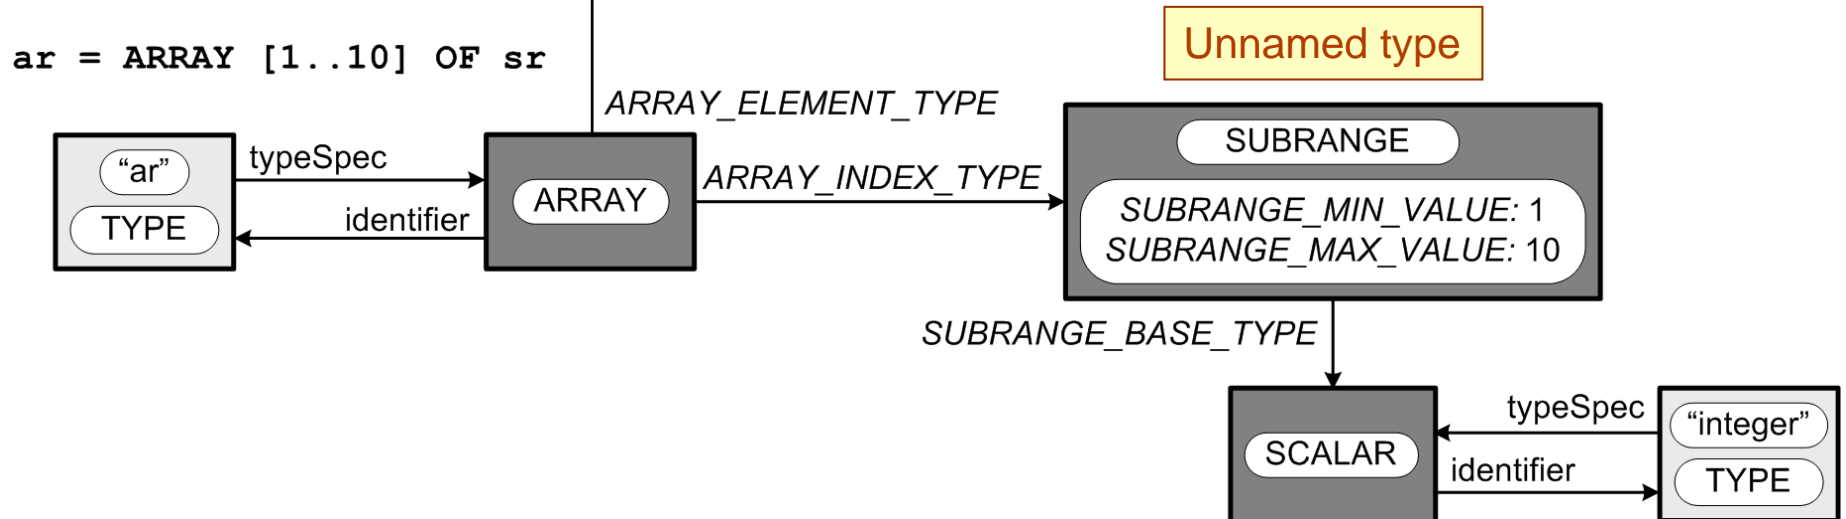 Unnamed type
ar = ARRAY [1..10] OF sr
ARRAY_ELEMENT_TYPE
SUBRANGE
"ar"
typeSpec
ARRAY_INDEX_TYPE
ARRAY
SUBRANGE_MIN_VALUE: 1
TYPE
identifier
SUBRANGE_MAX_VALUE: 10
SUBRANGE_BASE_TYPE
typeSpec
“integer”
SCALAR
identifier
TYPE